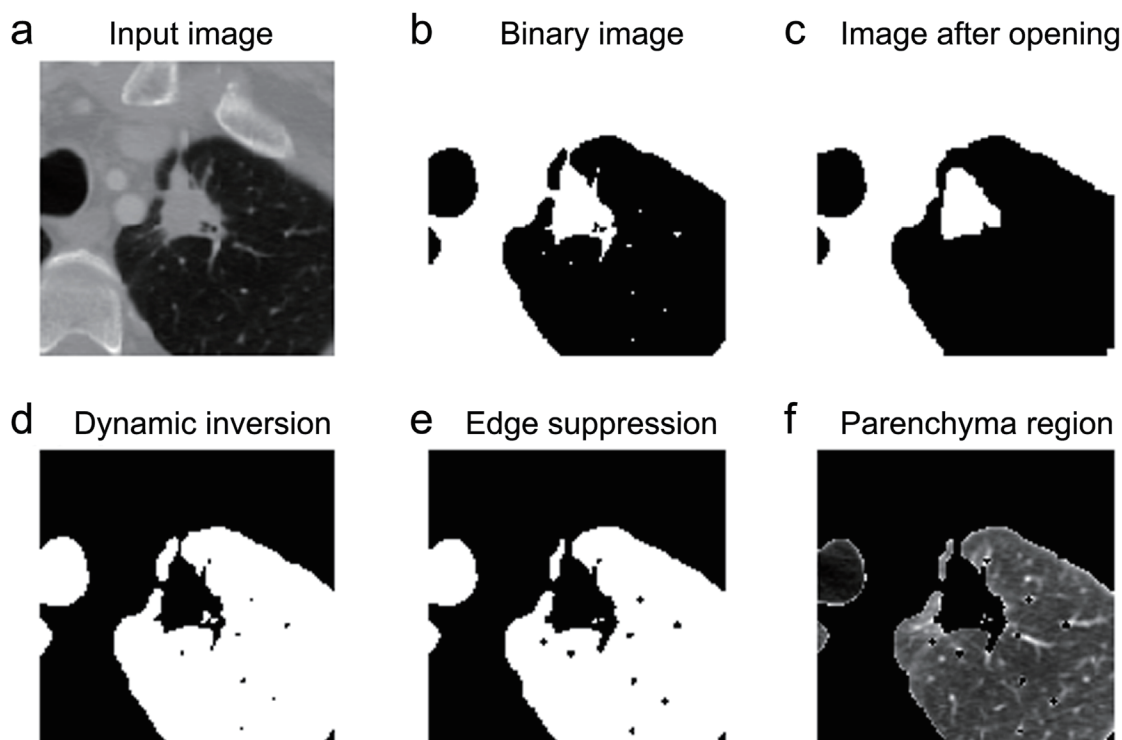 a Input image
b Binary image
c Image after opening
d Dynamic inversion
e Edge suppression
f Parenchyma region